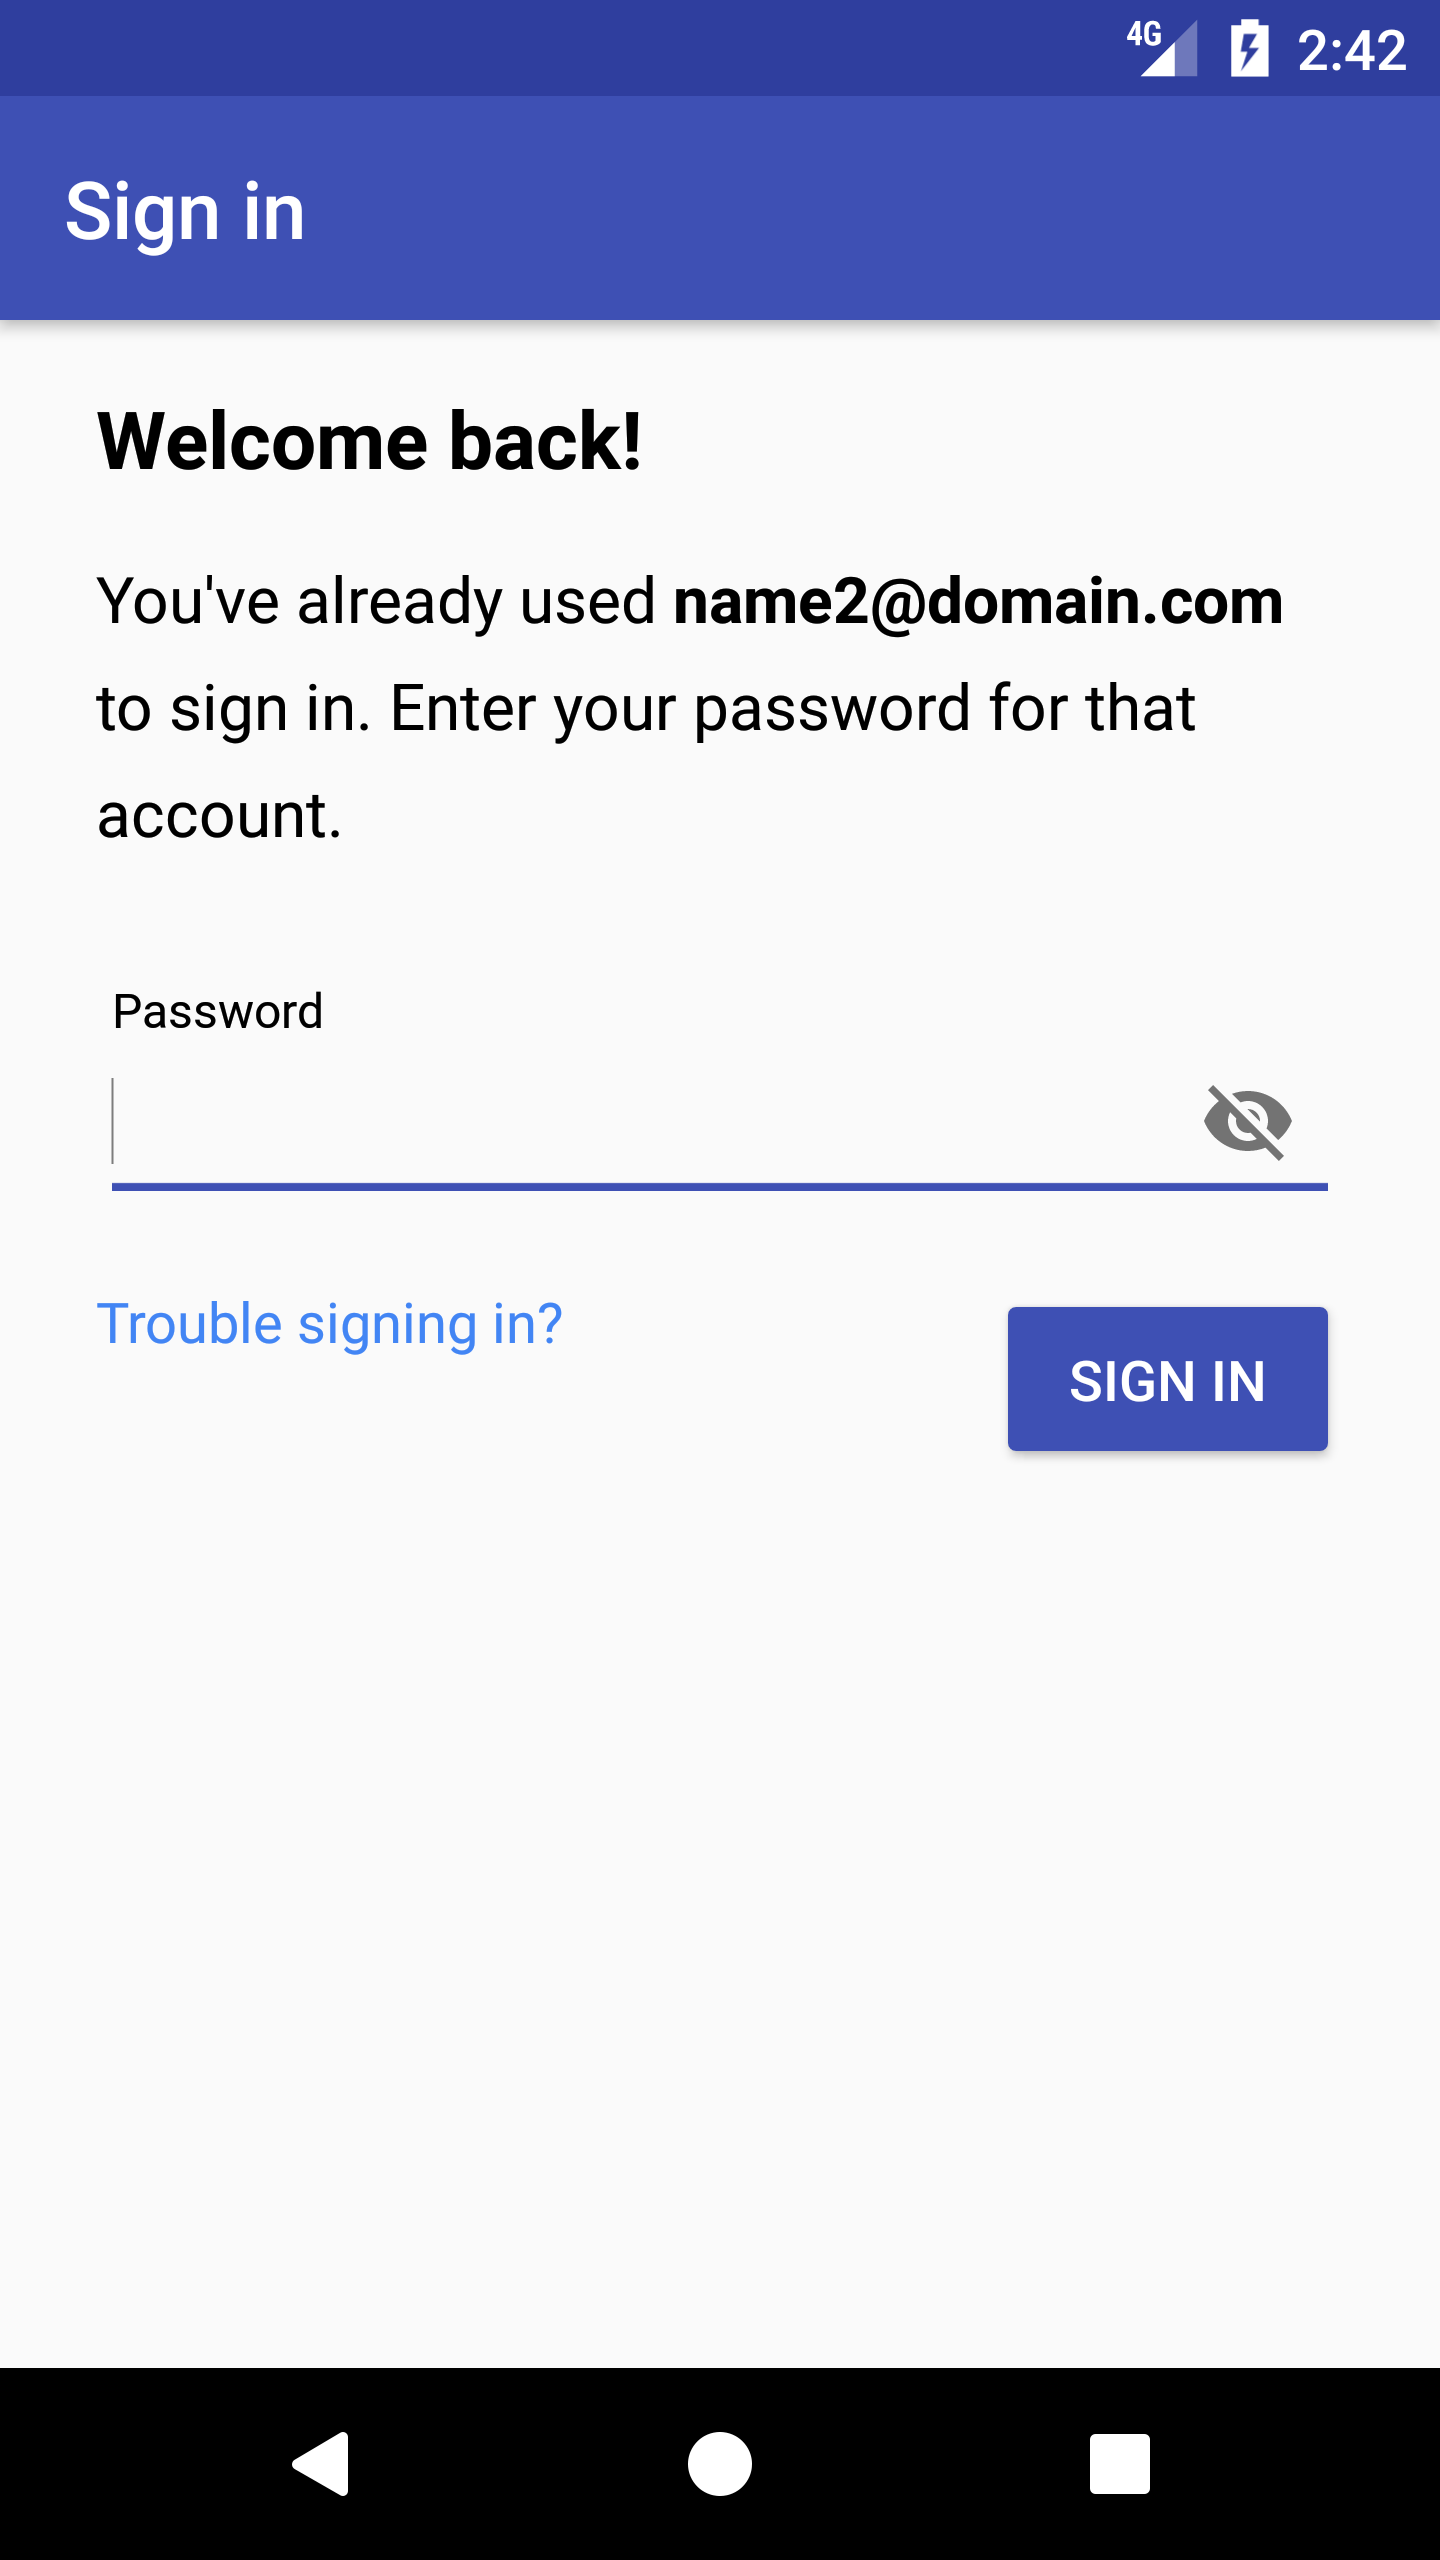 4G 2:42
Sign in
Welcome back!
You've already used name2@domain.com
to sign in. Enter your password for that
account.
Password
Trouble signing in?
SIGN IN